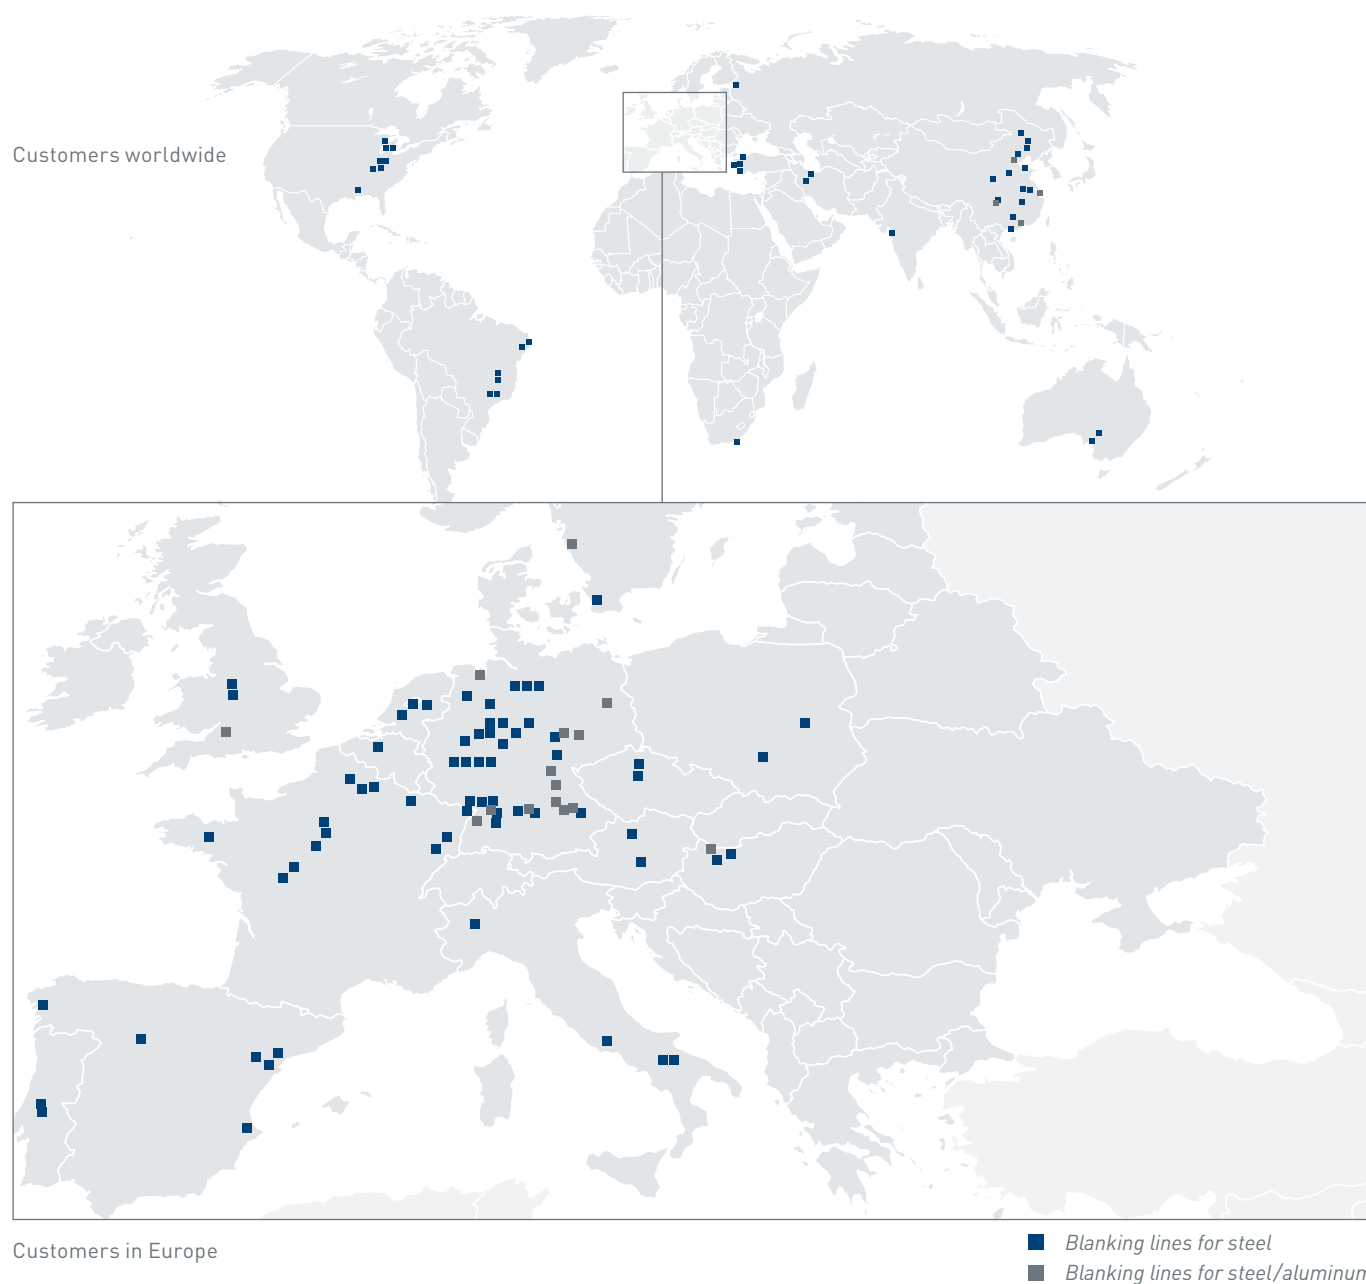 Customers worldwide
Customers in Europe
Blanking lines for steel
Blanking lines for steel/aluminum